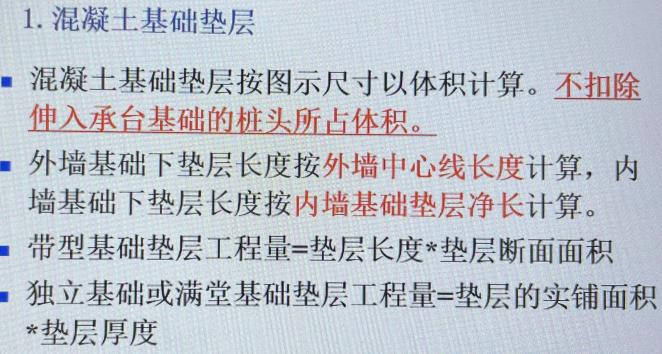 1. 混凝土基础垫层
混凝土基础垫层按图示尺寸以体积计算。不扣除
伸入承台基础的桩头所占体积。
外墙基础下垫层长度按外墙中心线长度计算，内
墙基础下垫层长度按内墙基础垫层净长计算。
带型基础垫层工程量=垫层长度*垫层断面面积
独立基础或满堂基础垫层工程量=垫层的实铺面积
*垫层厚度